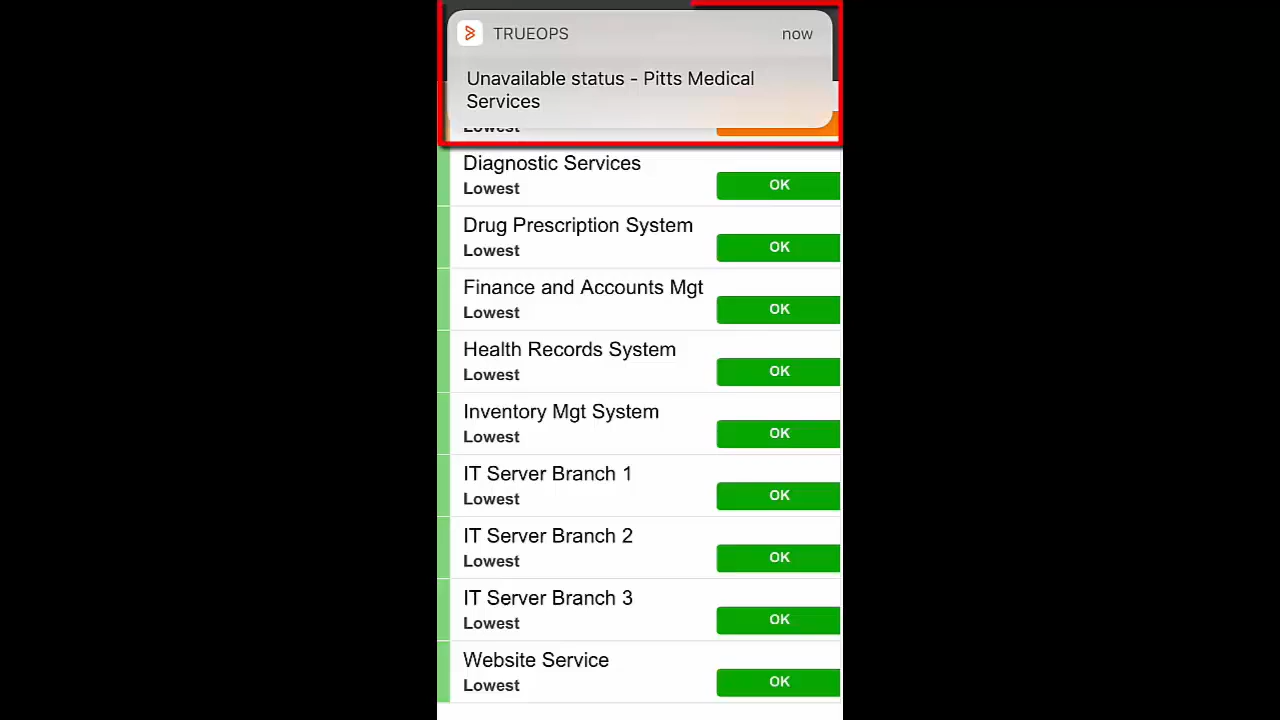 TRUEOPS now
Unavailable status - Pitts Medical
Services
Lowest
Diagnostic Services
Lowest OK
Drug Prescription System
Lowest OK
Finance and Accounts Mgt
Lowest OK
Health Records System
Lowest OK
Inventory Mgt System
Lowest OK
IT Server Branch 1
Lowest OK
IT Server Branch 2
Lowest OK
IT Server Branch 3
Lowest OK
Website Service
Lowest OK